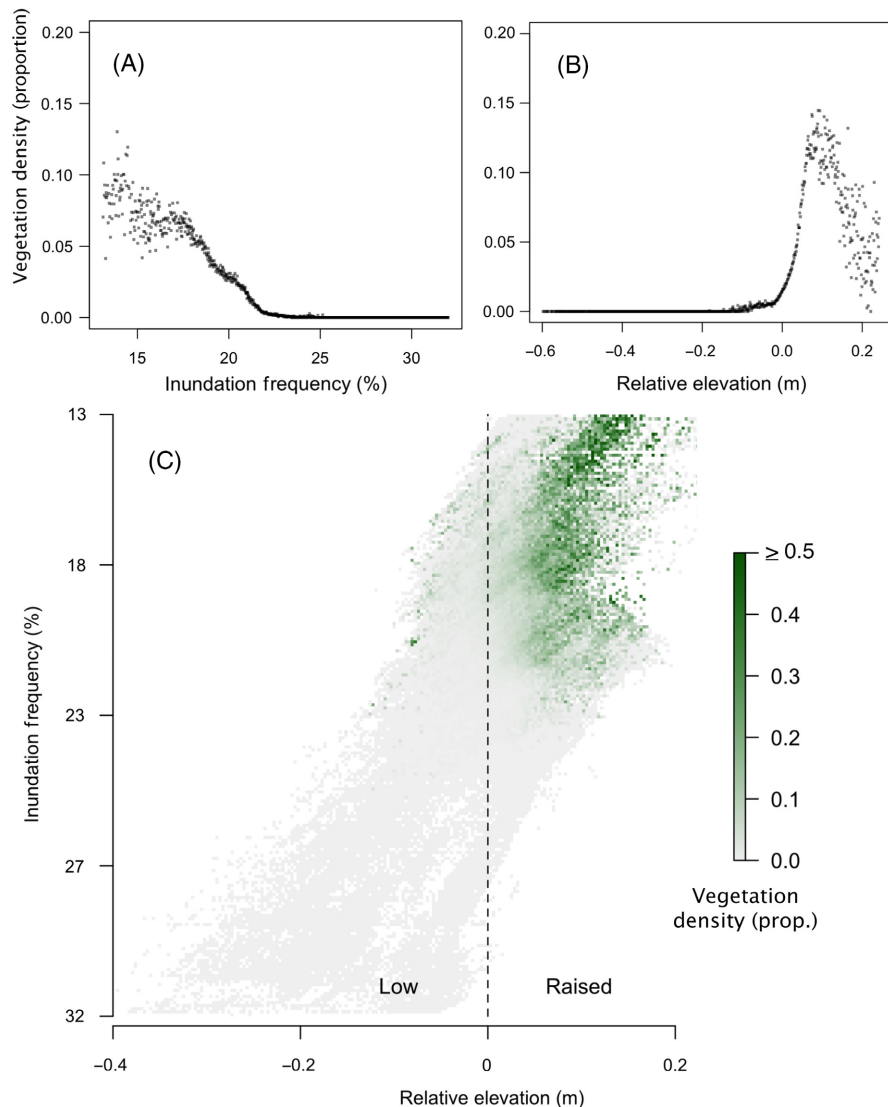 (A)
Vegetation density (proportion)
0.20
0.15
0.10
0.05
0.00
15 20 25 30
Inundation frequency (%)
(B)
0.20
0.15
0.10
0.05
0.00
−0.6 −0.4 −0.2 0.0 0.2
Relative elevation (m)
(C)
Inundation frequency (%)
13
18
23
27
32
Low
Raised
−0.4 −0.2 0 0.2
Relative elevation (m)
≥ 0.5
0.4
0.3
0.2
0.1
0.0
Vegetation
density (prop.)